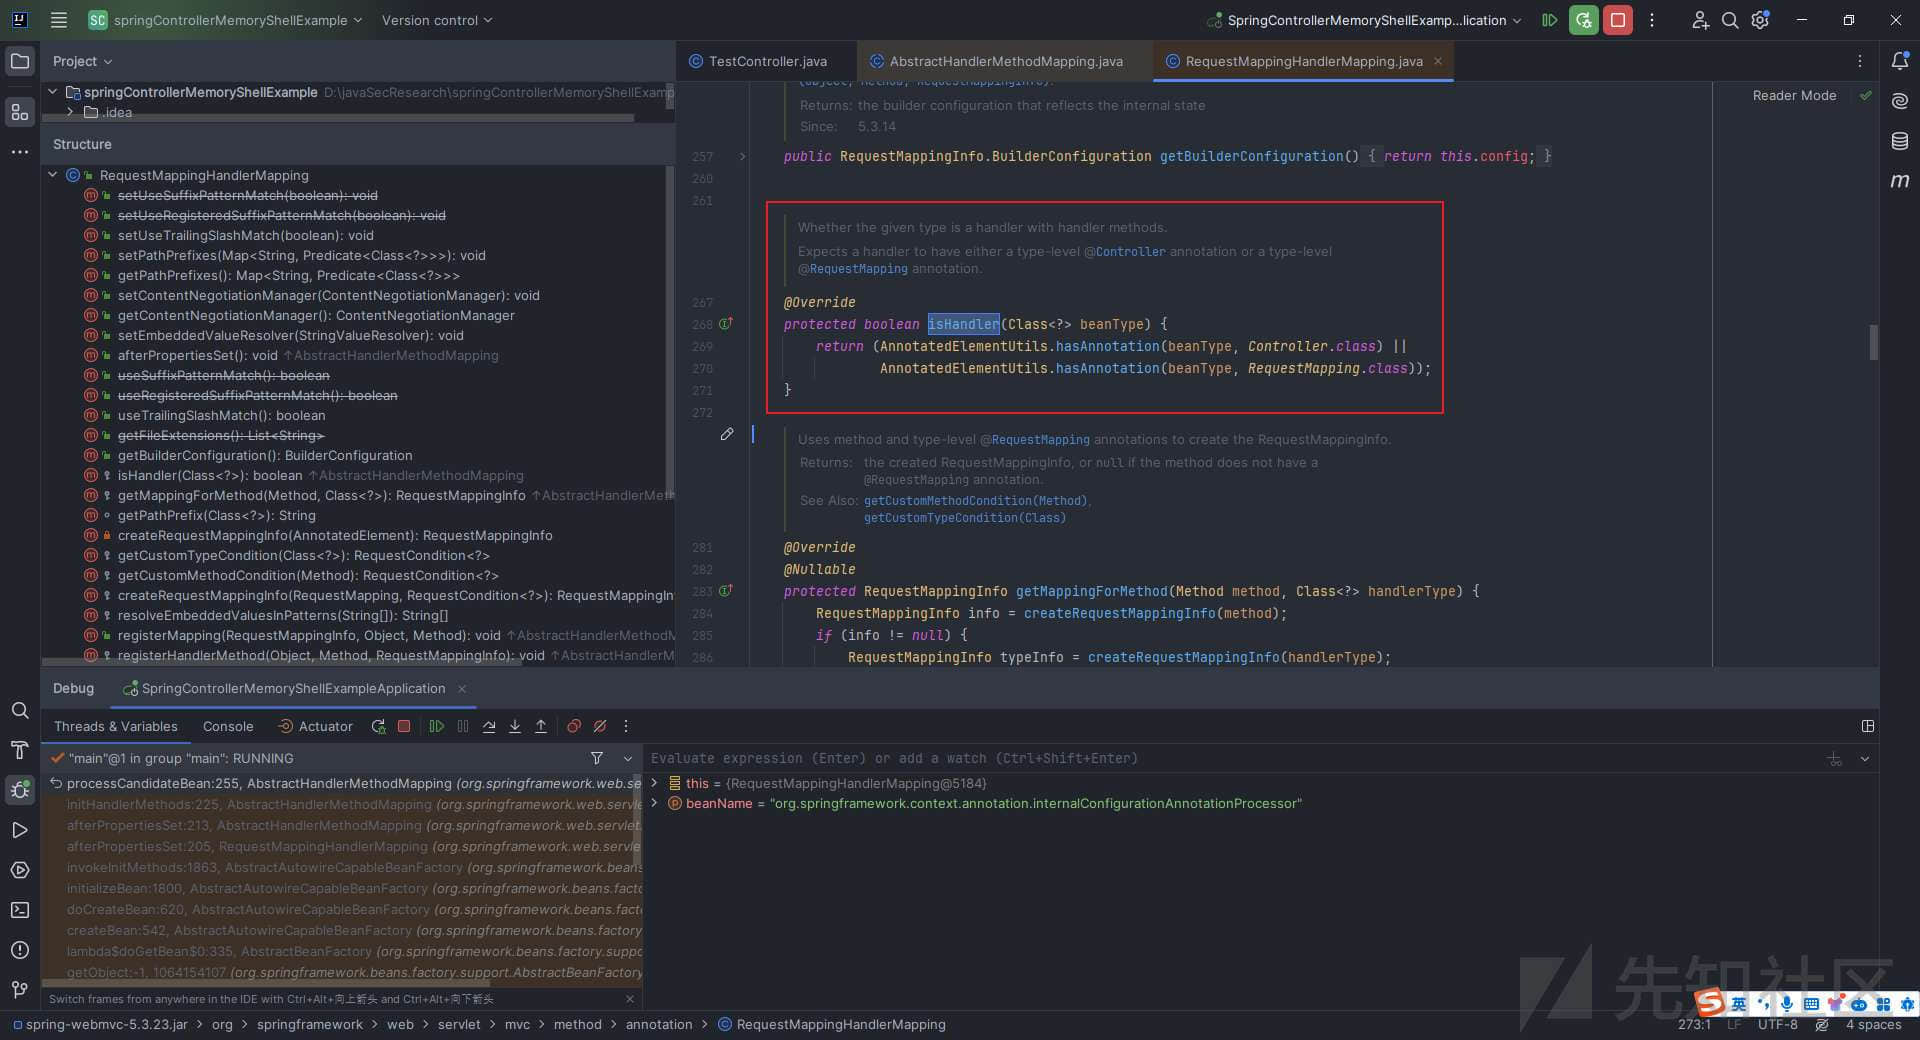 SC springControllerMemoryShellExample Version control SpringControllerMemoryShellExamp...lication
Project
springControllerMemoryShellExample D:\javaSecResearch\springControllerMemoryShellExamp
.idea
Structure
RequestMappingHandlerMapping
setUseSuffixPatternMatch(boolean): void
setUseRegisteredSuffixPatternMatch(boolean): void
setUseTrailingSlashMatch(boolean): void
setPathPrefixes(Map<String, Predicate<Class<?>>>): void
getPathPrefixes(): Map<String, Predicate<Class<?>>>
setContentNegotiationManager(ContentNegotiationManager): void
getContentNegotiationManager(): ContentNegotiationManager
setEmbeddedValueResolver(StringValueResolver): void
afterPropertiesSet(): void ↑AbstractHandlerMethodMapping
useSuffixPatternMatch(): boolean
useRegisteredSuffixPatternMatch(): boolean
useTrailingSlashMatch(): boolean
getFileExtensions(): List<String>
getBuilderConfiguration(): BuilderConfiguration
isHandler(Class<?>): boolean ↑AbstractHandlerMethodMapping
getMappingForMethod(Method, Class<?>): RequestMappingInfo ↑AbstractHandlerMeth
getPathPrefix(Class<?>): String
createRequestMappingInfo(AnnotatedElement): RequestMappingInfo
getCustomTypeCondition(Class<?>): RequestCondition<?>
getCustomMethodCondition(Method): RequestCondition<?>
createRequestMappingInfo(RequestMapping, RequestCondition<?>): RequestMappingIn
resolveEmbeddedValuesInPatterns(String[]): String[]
registerMapping(RequestMappingInfo, Object, Method): void ↑AbstractHandlerMethodM
registerHandlerMethod(Object, Method, RequestMappingInfo): void ↑AbstractHandlerM
TestController.java AbstractHandlerMethodMapping.java RequestMappingHandlerMapping.java
Reader Mode
(Object, Method, RequestMappingInfo).
Returns: the builder configuration that reflects the internal state
Since: 5.3.14
257 public RequestMappingInfo.BuilderConfiguration getBuilderConfiguration() { return this.config; }
260
261
Whether the given type is a handler with handler methods.
Expects a handler to have either a type-level @Controller annotation or a type-level
@RequestMapping annotation.
267 @Override
268 protected boolean isHandler(Class<?> beanType) {
269 return (AnnotatedElementUtils.hasAnnotation(beanType, Controller.class) ||
270 AnnotatedElementUtils.hasAnnotation(beanType, RequestMapping.class));
271 }
272
Uses method and type-level @RequestMapping annotations to create the RequestMappingInfo.
Returns: the created RequestMappingInfo, or null if the method does not have a
@RequestMapping annotation.
See Also: getCustomMethodCondition(Method),
getCustomTypeCondition(Class)
281 @Override
282 @Nullable
283 protected RequestMappingInfo getMappingForMethod(Method method, Class<?> handlerType) {
284 RequestMappingInfo info = createRequestMappingInfo(method);
285 if (info != null) {
286 RequestMappingInfo typeInfo = createRequestMappingInfo(handlerType);
Debug SpringControllerMemoryShellExampleApplication
Threads & Variables Console Actuator
"main"@1 in group "main": RUNNING
processCandidateBean:255, AbstractHandlerMethodMapping (org.springframework.web.se
initHandlerMethods:225, AbstractHandlerMethodMapping (org.springframework.web.servle
afterPropertiesSet:213, AbstractHandlerMethodMapping (org.springframework.web.servlet
afterPropertiesSet:205, RequestMappingHandlerMapping (org.springframework.web.servle
invokeInitMethods:1863, AbstractAutowireCapableBeanFactory (org.springframework.beans
initializeBean:1800, AbstractAutowireCapableBeanFactory (org.springframework.beans.facto
doCreateBean:620, AbstractAutowireCapableBeanFactory (org.springframework.beans.facto
createBean:542, AbstractAutowireCapableBeanFactory (org.springframework.beans.factory
lambda$doGetBean$0:335, AbstractBeanFactory (org.springframework.beans.factory.suppo
getObject:-1, 1064154107 (org.springframework.beans.factory.support.AbstractBeanFactory
Switch frames from anywhere in the IDE with Ctrl+Alt+向上箭头 and Ctrl+Alt+向下箭头
Evaluate expression (Enter) or add a watch (Ctrl+Shift+Enter)
this = {RequestMappingHandlerMapping@5184}
beanName = "org.springframework.context.annotation.internalConfigurationAnnotationProcessor"
先知社区
英
spring-webmvc-5.3.23.jar > org > springframework > web > servlet > mvc > method > annotation > RequestMappingHandlerMapping
273:1 LF UTF-8 4 spaces